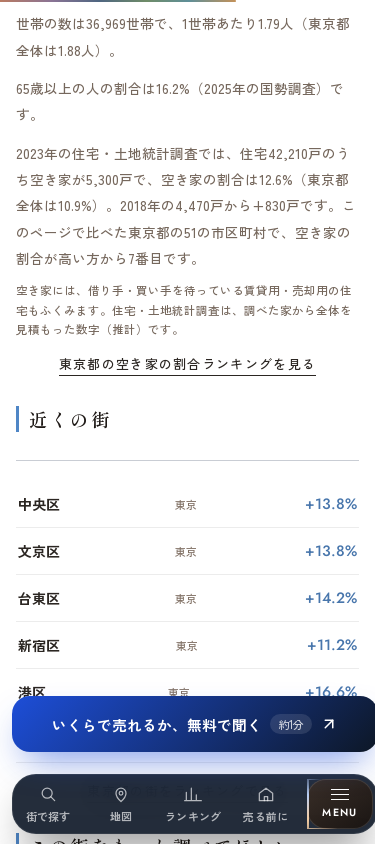 世帯の数は36,969世帯で、1世帯あたり1.79人（東京都
全体は1.88人）。
65歳以上の人の割合は16.2%（2025年の国勢調査）で
す。
2023年の住宅・土地統計調査では、住宅42,210戸のう
ち空き家が5,300戸で、空き家の割合は12.6%（東京都
全体は10.9%）。2018年の4,470戸から＋830戸です。こ
のページで比べた東京都の51の市区町村で、空き家の
割合が高い方から7番目です。
空き家には、借り手・買い手を待っている賃貸用・売却用の住
宅もふくみます。住宅・土地統計調査は、調べた家から全体を
見積もった数字（推計）です。
東京都の空き家の割合ランキングを見る
近くの街
中央区 東京 +13.8%
文京区 東京 +13.8%
台東区 東京 +14.2%
新宿区 東京 +11.2%
港区 東京 +16.6%
いくらで売れるか、無料で聞く 約1分
街で探す 地図 ランキング 売る前に MENU